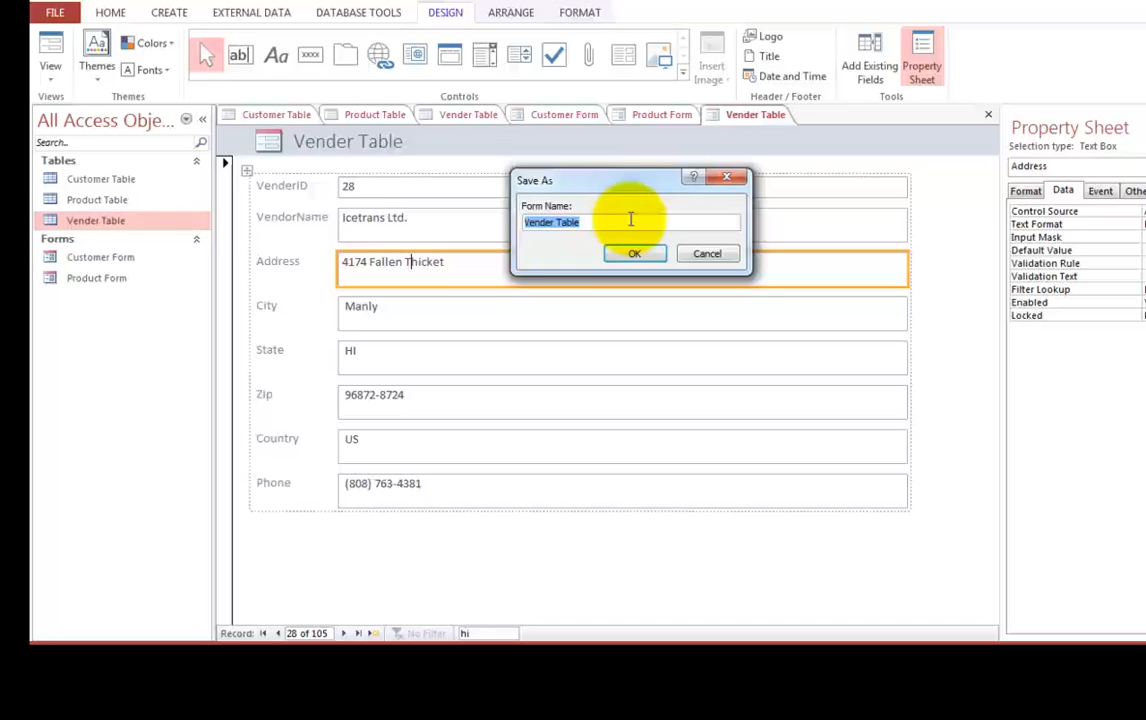 FILE HOME CREATE EXTERNAL DATA DATABASE TOOLS DESIGN ARRANGE FORMAT
View
Views
Themes
Colors
Fonts
Themes
ab|
Aa
xxxx
Controls
Insert
Image
Logo
Title
Date and Time
Header / Footer
Add Existing
Fields
Property
Sheet
Tools
All Access Obje...
Search...
Tables
Customer Table
Product Table
Vender Table
Forms
Customer Form
Product Form
Customer Table Product Table Vender Table Customer Form Product Form Vender Table
Vender Table
VenderID 28
VendorName Icetrans Ltd.
Address 4174 Fallen Thicket
City Manly
State HI
Zip 96872-8724
Country US
Phone (808) 763-4381
Save As
Form Name:
Vender Table
OK Cancel
Record: 28 of 105 No Filter hi
Property Sheet
Selection type: Text Box
Address
Format Data Event Othe
Control Source
Text Format
Input Mask
Default Value
Validation Rule
Validation Text
Filter Lookup
Enabled
Locked